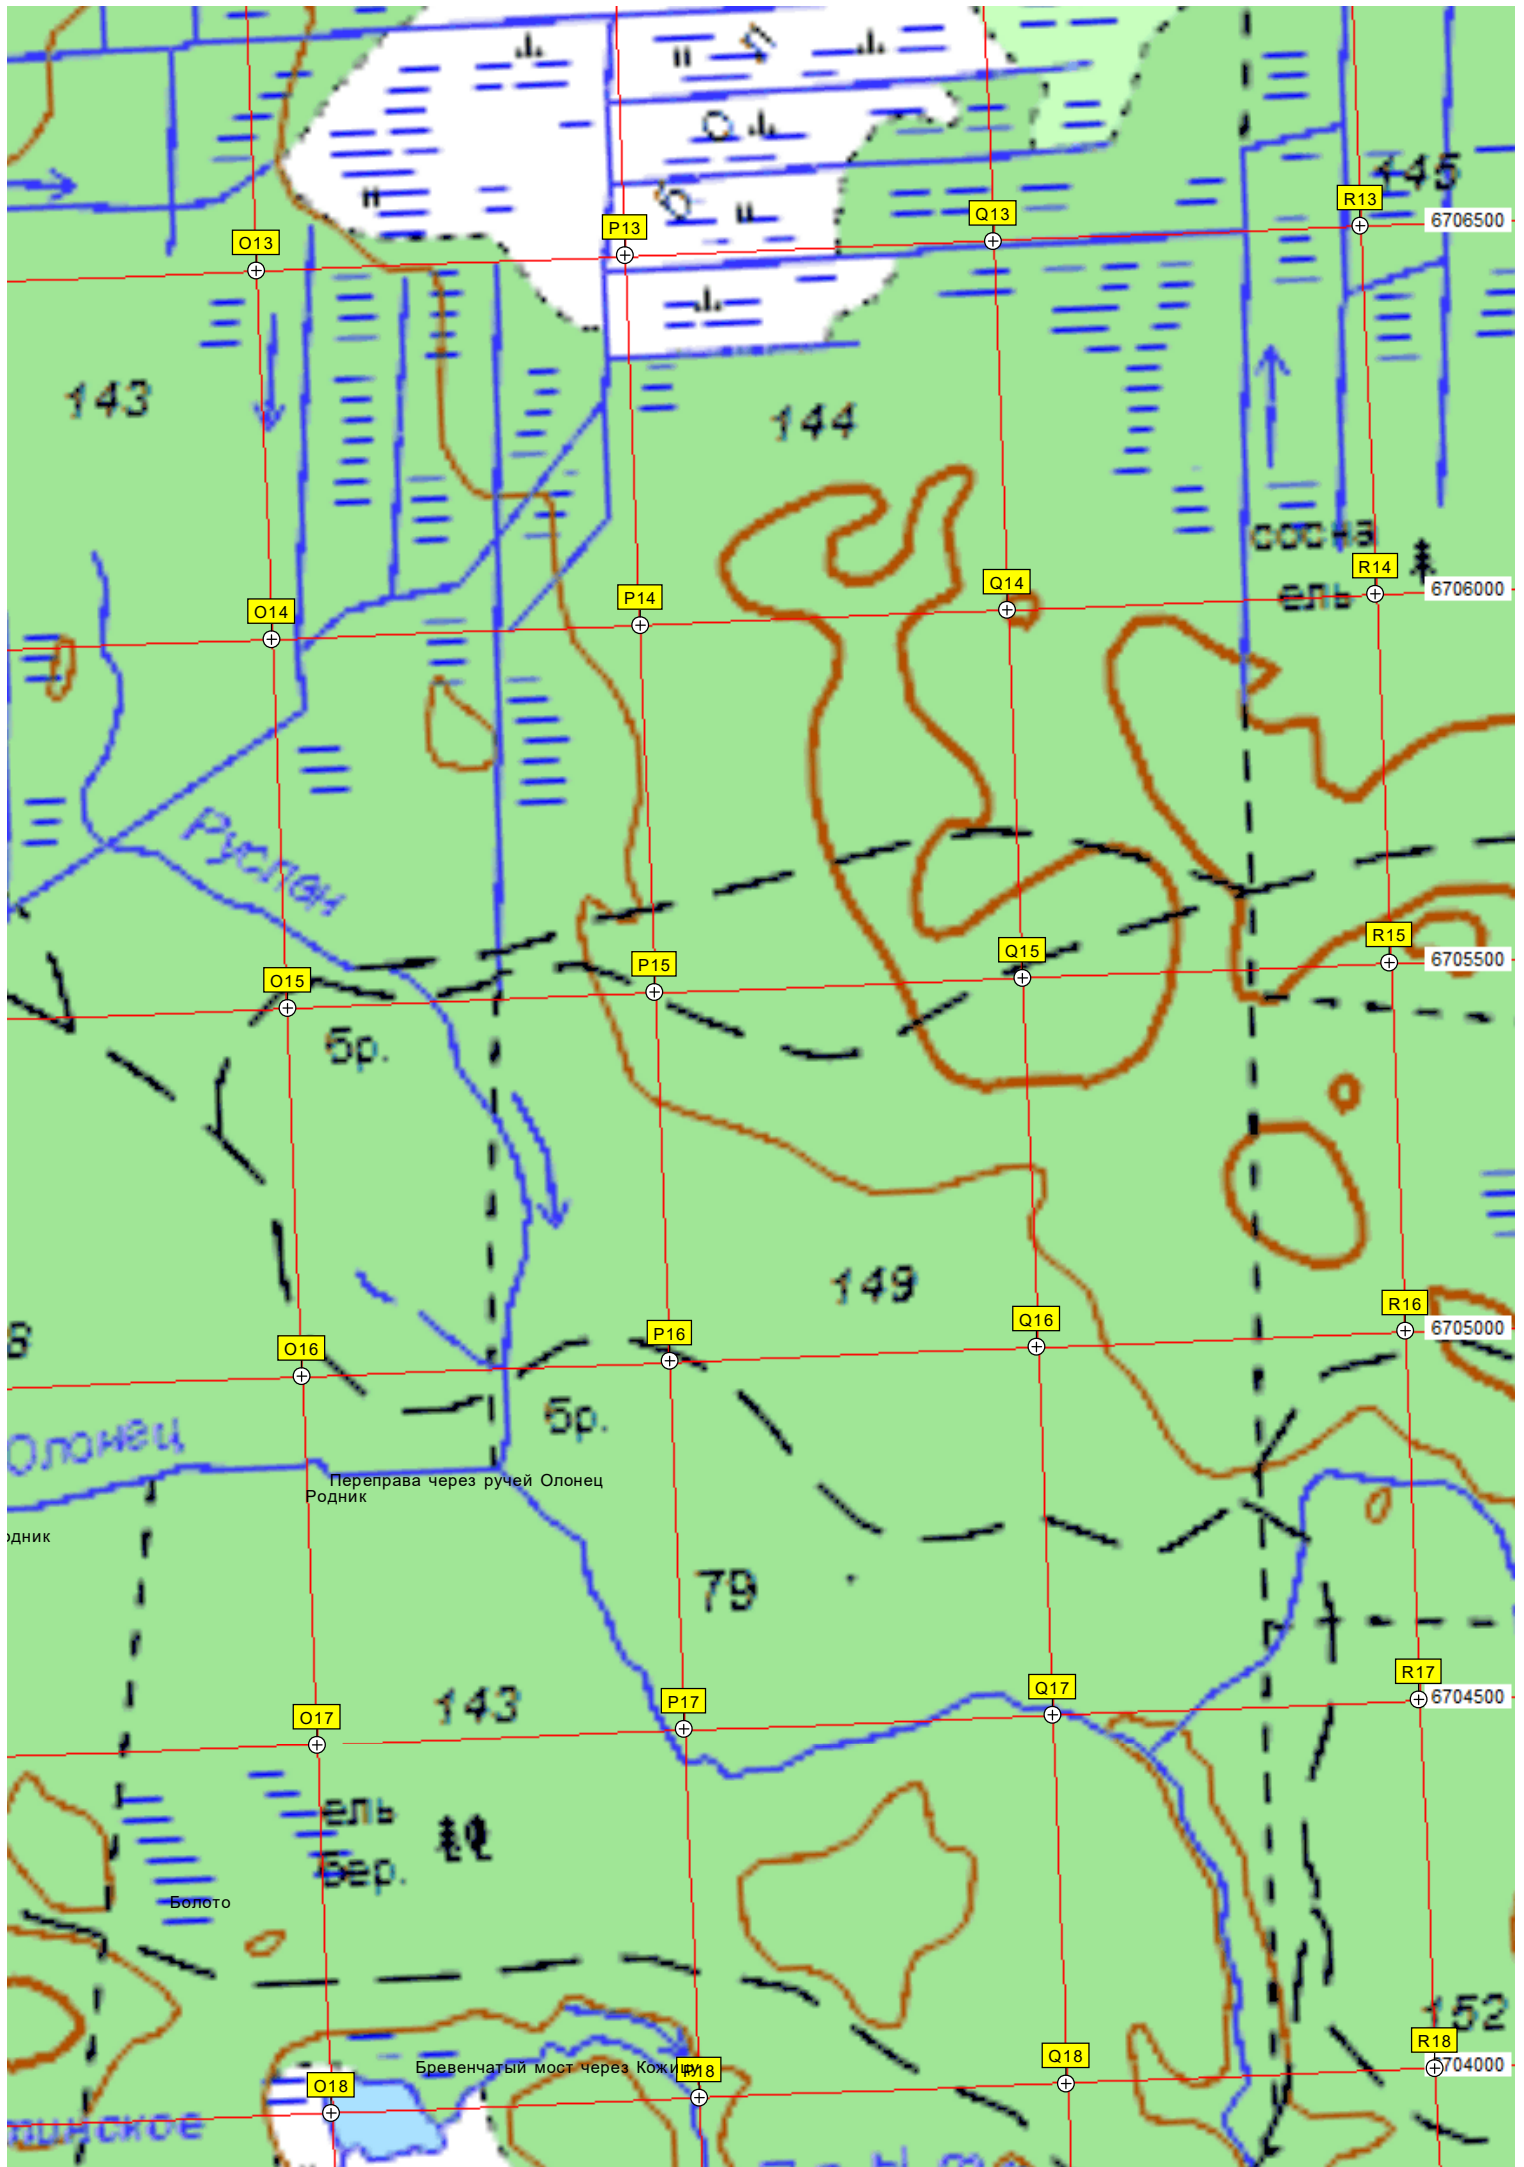 145
R13
6706500
Q13
P13
O13
143
144
сосна
R14
6706000
ель
Q14
P14
O14
Руслен
R15
6705500
Q15
P15
O15
бр.
149
R16
6705000
Q16
P16
O16
8
бр.
Олонец
Переправа через ручей Олонец
Родник
одник
79
R17
6704500
Q17
P17
O17
143
ель
бер.
Болото
152
R18
704000
Q18
Бревенчатый мост через Кожицу
P18
O18